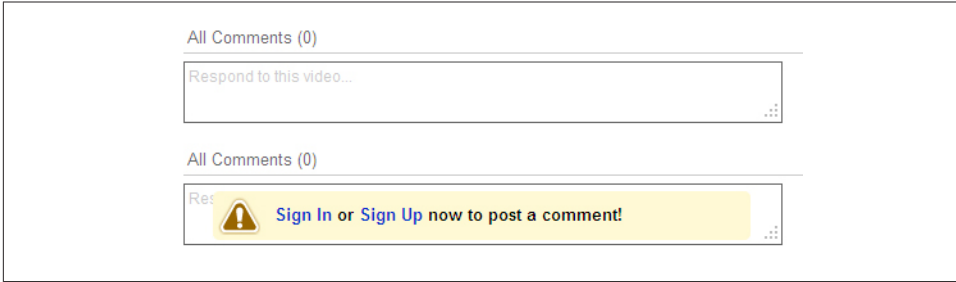 All Comments (0)
Respond to this video...
All Comments (0)
Res
Sign In or Sign Up now to post a comment!